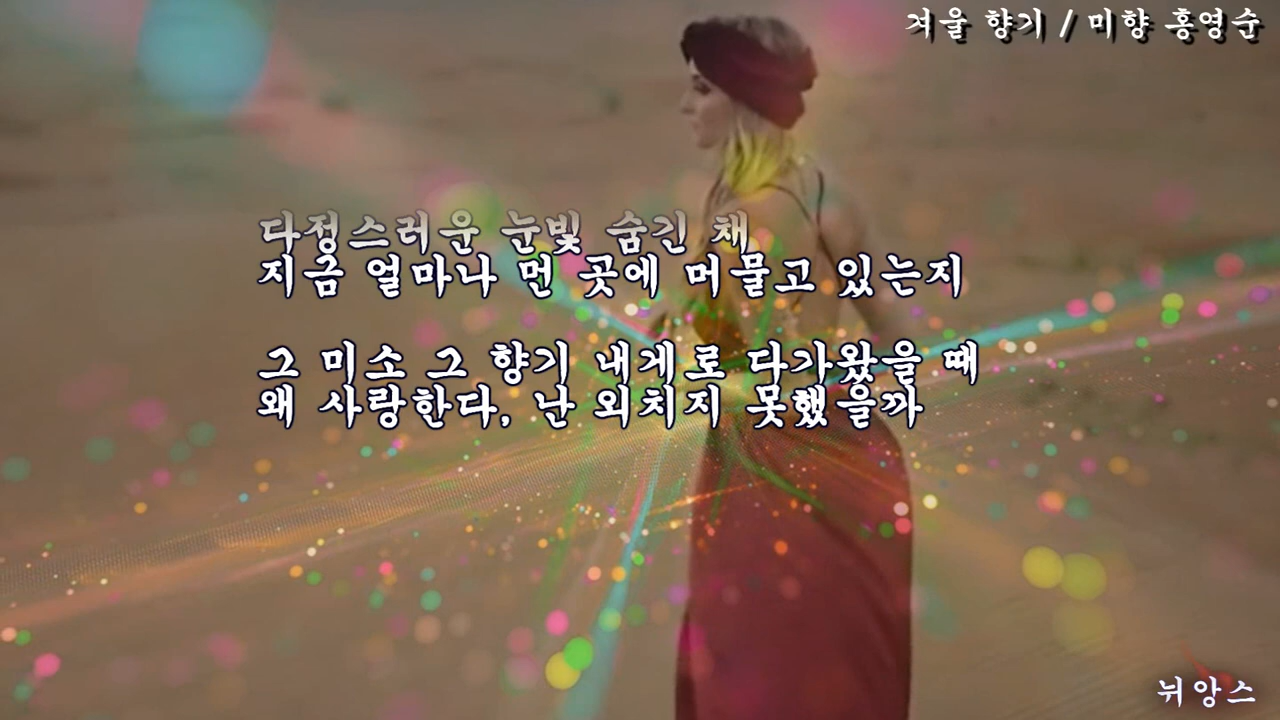 겨울 향기 / 미향 홍영순
다정스러운 눈빛 숨긴 채
지금 얼마나 먼 곳에 머물고 있는지
그 미소 그 향기 내게로 다가왔을 때
왜 사랑한다, 난 외치지 못했을까
뉘앙스